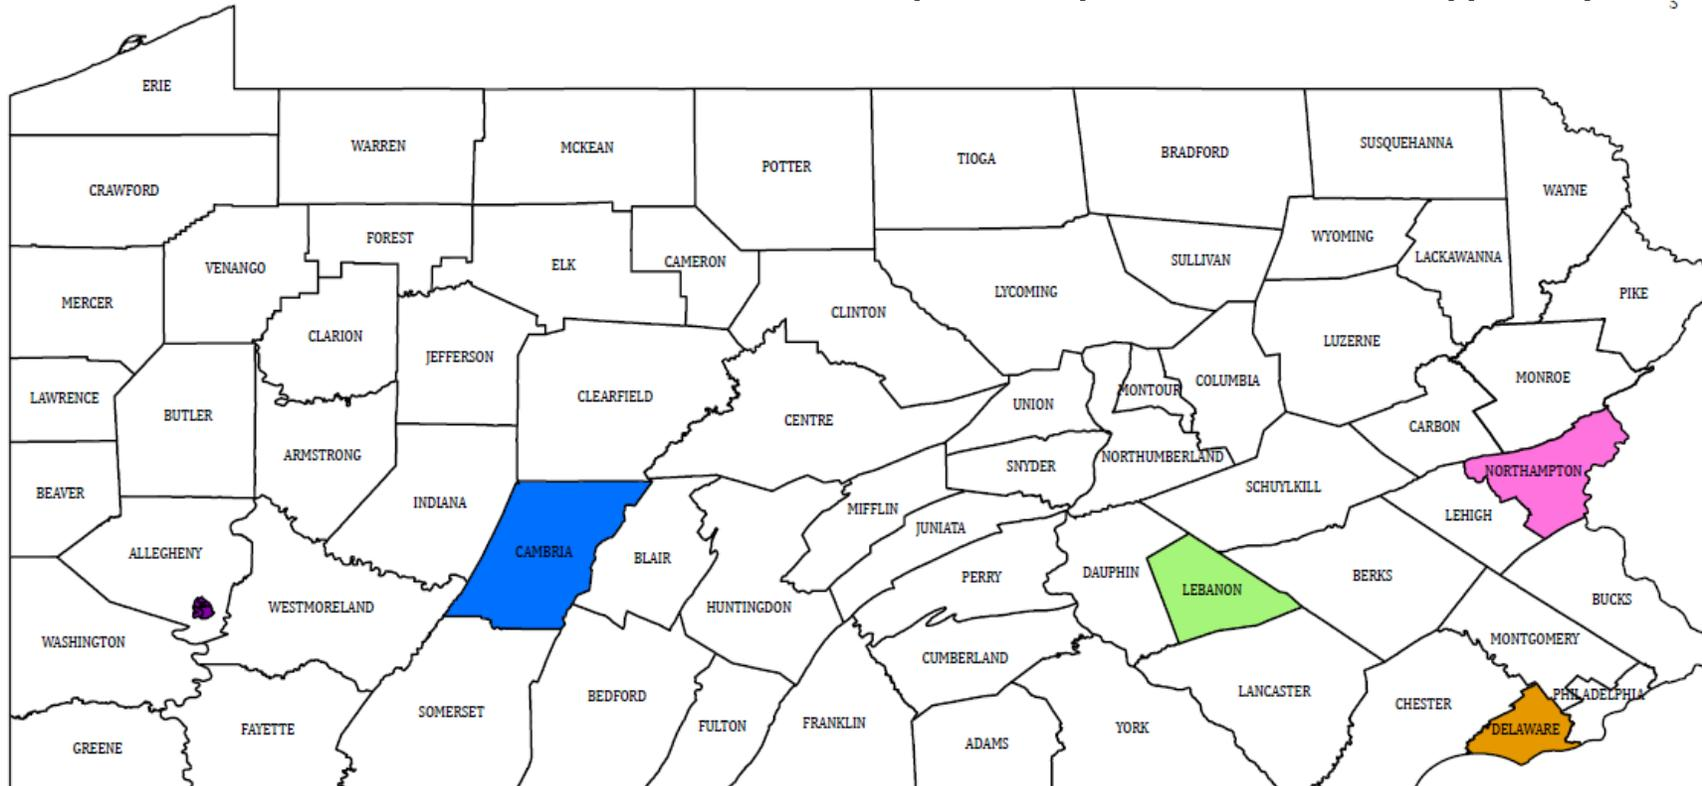 ERIE
WARREN
MCKEAN
POTTER
TIOGA
BRADFORD
SUSQUEHANNA
WAYNE
CRAWFORD
FOREST
VENANGO
ELK
CAMERON
SULLIVAN
WYOMING
LACKAWANNA
MERCER
CLARION
JEFFERSON
CLINTON
LYCOMING
LUZERNE
PIKE
LAWRENCE
BUTLER
CLEARFIELD
CENTRE
UNION
MONTOUR
COLUMBIA
MONROE
ARMSTRONG
CARBON
BEAVER
INDIANA
SNYDER
NORTHUMBERLAND
SCHUYLKILL
NORTHAMPTON
MIFFLIN
JUNIATA
LEHIGH
ALLEGHENY
CAMBRIA
BLAIR
PERRY
DAUPHIN
LEBANON
BERKS
BUCKS
WESTMORELAND
HUNTINGDON
WASHINGTON
CUMBERLAND
MONTGOMERY
SOMERSET
BEDFORD
LANCASTER
CHESTER
PHILADELPHIA
GREENE
FAYETTE
FULTON
FRANKLIN
ADAMS
YORK
DELAWARE